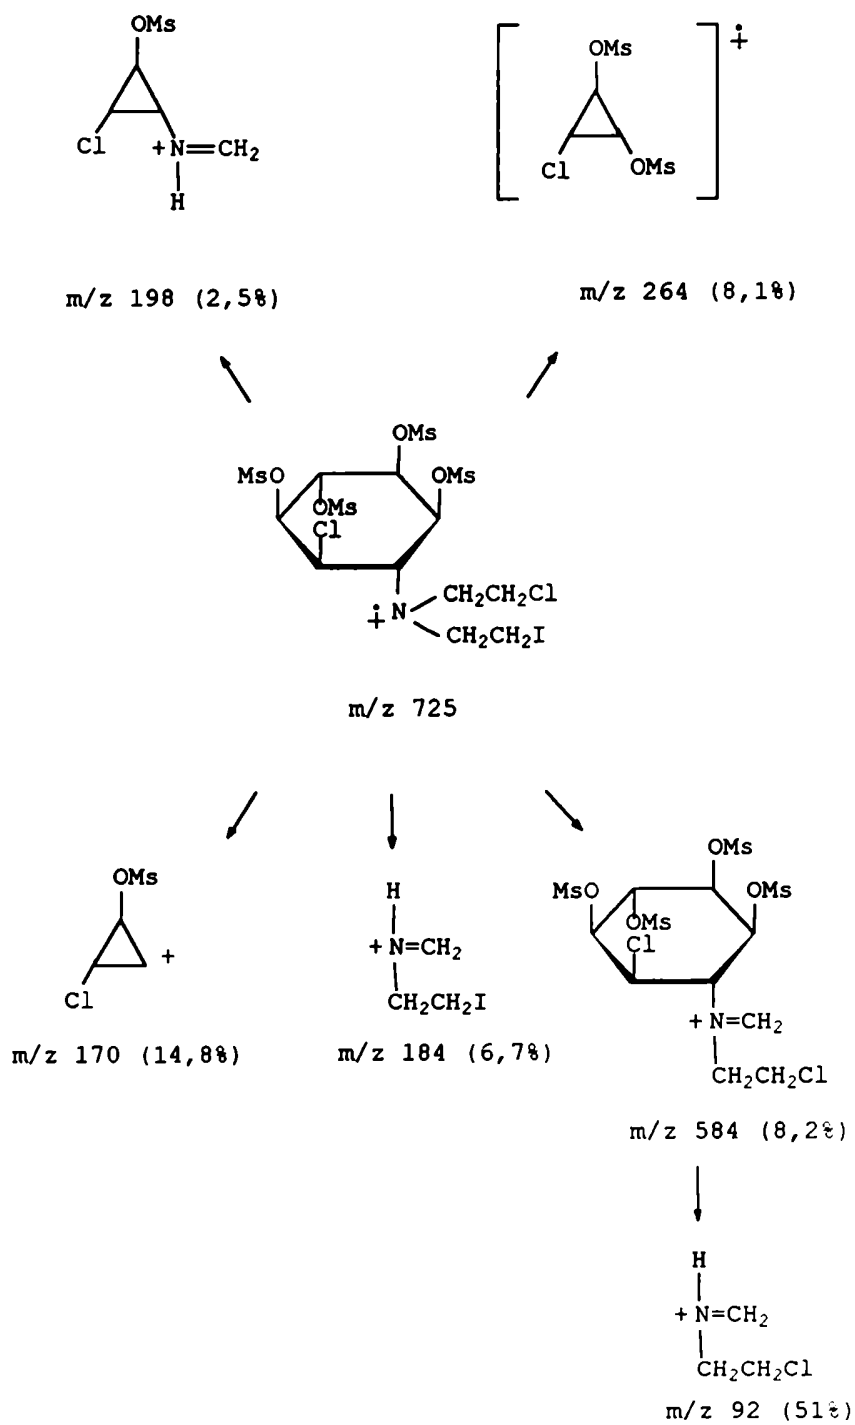 OMs
Cl
+N=CH2
H
m/z 198 (2,5%)
OMs
Cl
OMs
+
m/z 264 (8,1%)
OMs
MsO
OMs
OMs
Cl
CH2CH2Cl
+N
CH2CH2I
m/z 725
OMs
Cl
+
m/z 170 (14,8%)
H
+N=CH2
CH2CH2I
m/z 184 (6,7%)
OMs
MsO
OMs
OMs
Cl
+N=CH2
CH2CH2Cl
m/z 584 (8,2%)
H
+N=CH2
CH2CH2Cl
m/z 92 (51%)